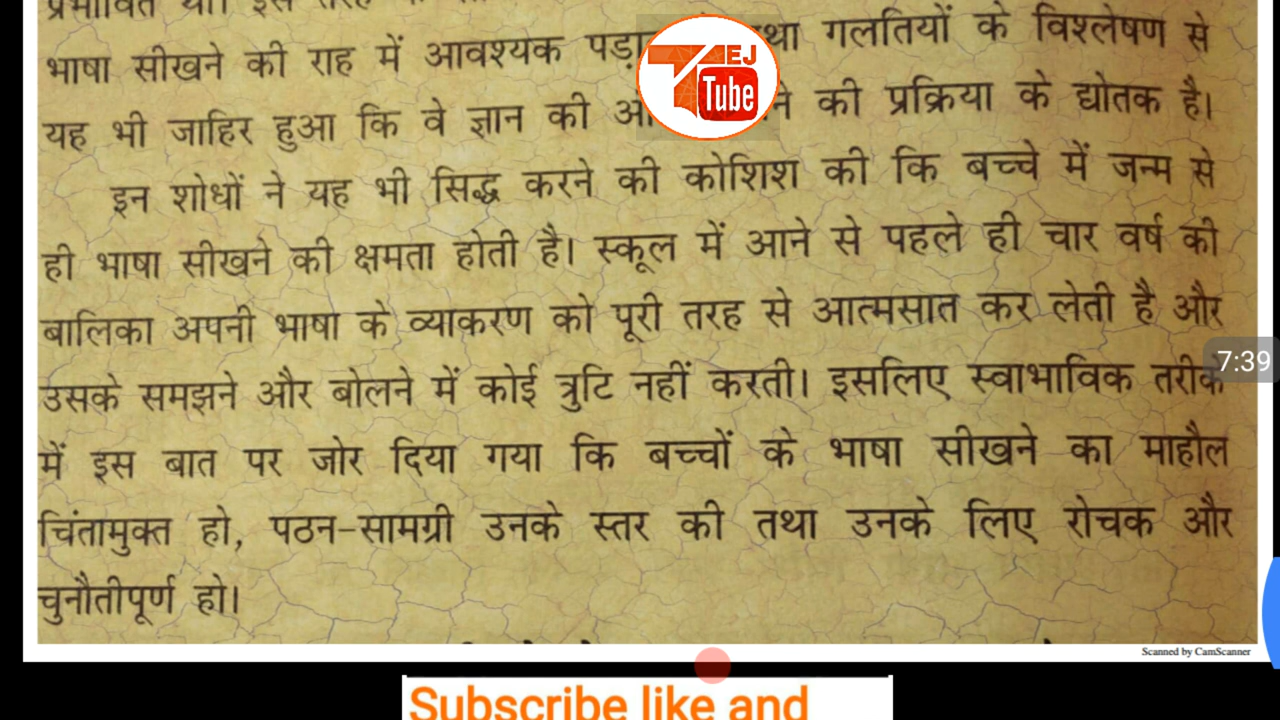 भाषा सीखने की राह में आवश्यक तथा गलतियों के विश्लेषण से
यह भी जाहिर हुआ कि वे ज्ञान की की प्रक्रिया के द्योतक है।
इन शोधों ने यह भी सिद्ध करने की कोशिश की कि बच्चे में जन्म से
ही भाषा सीखने की क्षमता होती है। स्कूल में आने से पहले ही चार वर्ष की
बालिका अपनी भाषा के व्याकरण को पूरी तरह से आत्मसात कर लेती है और
उसके समझने और बोलने में कोई त्रुटि नहीं करती। इसलिए स्वाभाविक तरीके
में इस बात पर जोर दिया गया कि बच्चों के भाषा सीखने का माहौल
चिंतामुक्त हो, पठन-सामग्री उनके स्तर की तथा उनके लिए रोचक और
चुनौतीपूर्ण हो।
TEJ
Tube
7:39
Scanned by CamScanner
Subscribe like and